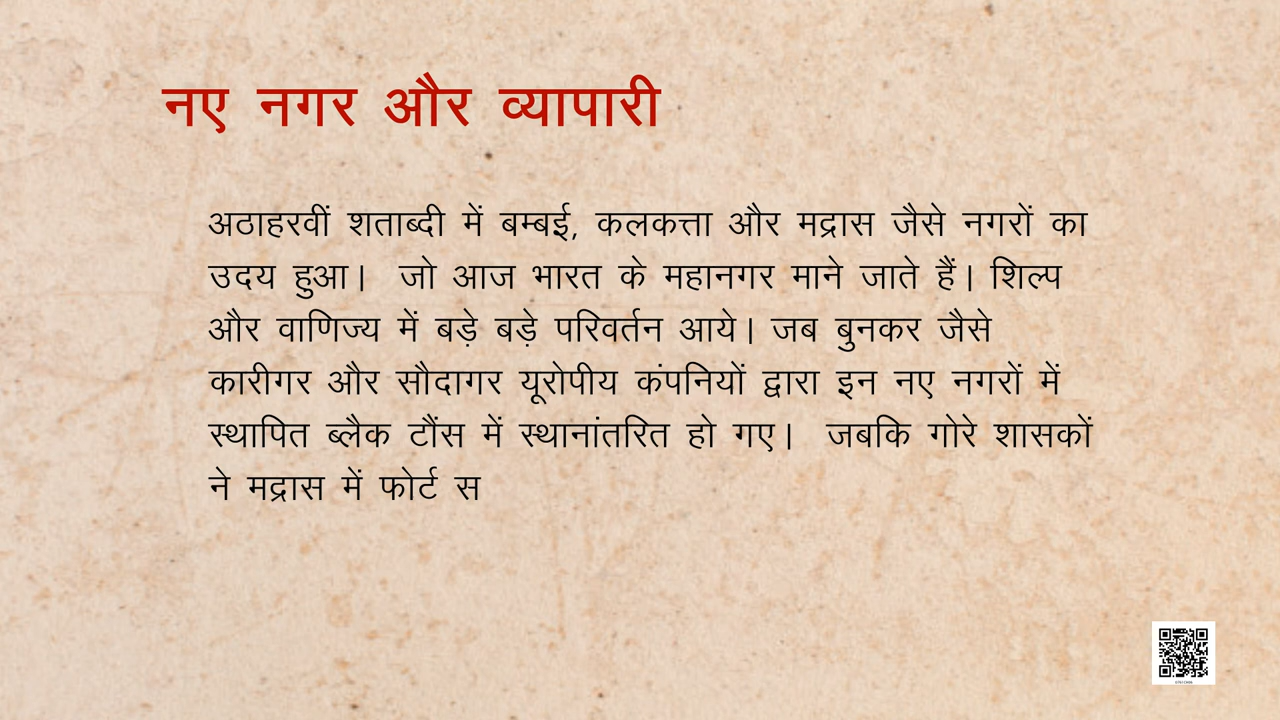 नए नगर और व्यापारी
अठाहरवीं शताब्दी में बम्बई, कलकत्ता और मद्रास जैसे नगरों का
उदय हुआ। जो आज भारत के महानगर माने जाते हैं। शिल्प
और वाणिज्य में बड़े बड़े परिवर्तन आये। जब बुनकर जैसे
कारीगर और सौदागर यूरोपीय कंपनियों द्वारा इन नए नगरों में
स्थापित ब्लैक टौंस में स्थानांतरित हो गए। जबकि गोरे शासकों
ने मद्रास में फोर्ट स